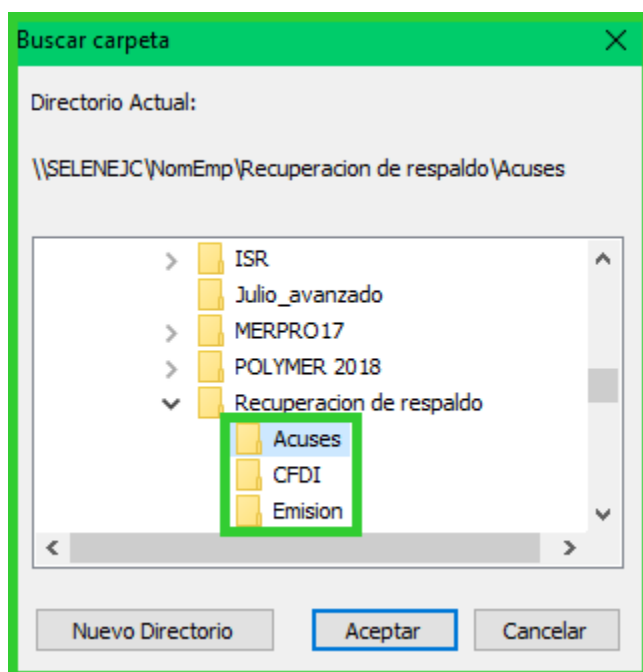 Buscar carpeta
Directorio Actual:
\\SELENEJC\NomEmp\Recuperacion de respaldo\Acuses
ISR
Julio_avanzado
MERPRO17
POLYMER 2018
Recuperacion de respaldo
Acuses
CFDI
Emision
Nuevo Directorio Aceptar Cancelar